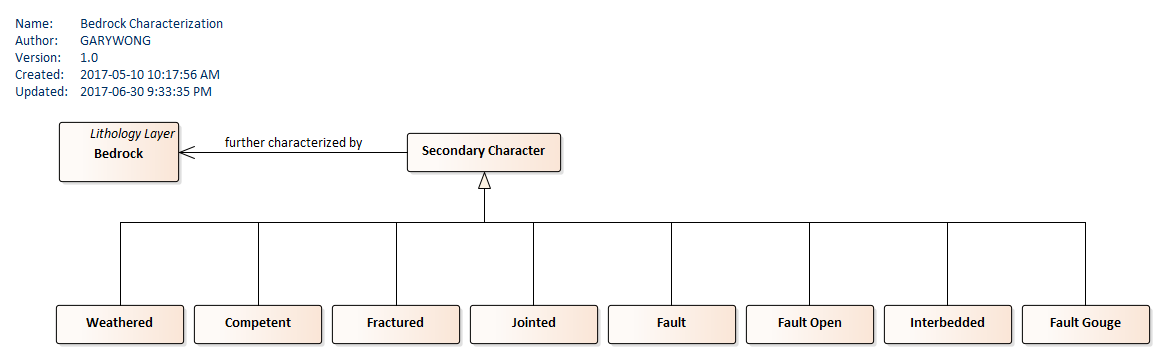 Name: Bedrock Characterization
Author: GARYWONG
Version: 1.0
Created: 2017-05-10 10:17:56 AM
Updated: 2017-06-30 9:33:35 PM
Lithology Layer
Bedrock
further characterized by
Secondary Character
Weathered
Competent
Fractured
Jointed
Fault
Fault Open
Interbedded
Fault Gouge